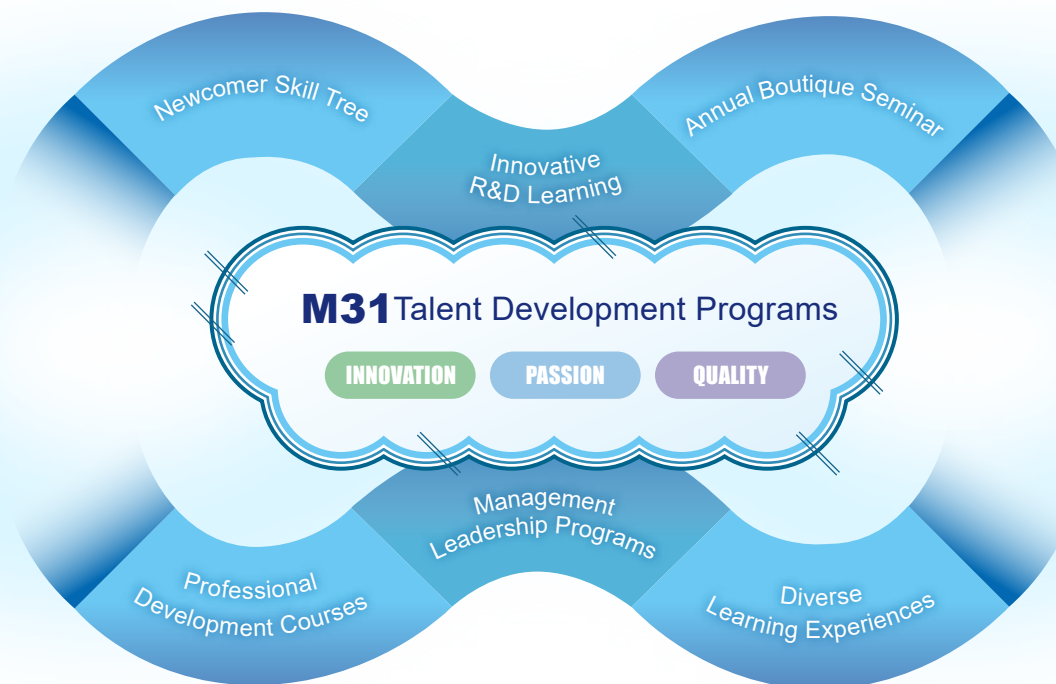 Newcomer Skill Tree
Annual Boutique Seminar
Innovative
R&D Learning
M31 Talent Development Programs
INNOVATION
PASSION
QUALITY
Management
Leadership Programs
Professional
Development Courses
Diverse
Learning Experiences